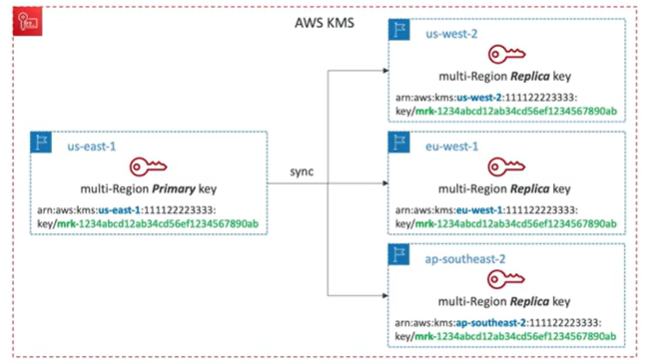 AWS KMS
us-east-1
multi-Region Primary key
arn:aws:kms:us-east-1:111122223333:
key/mrk-1234abcd12ab34cd56ef1234567890ab
sync
us-west-2
multi-Region Replica key
arn:aws:kms:us-west-2:111122223333:
key/mrk-1234abcd12ab34cd56ef1234567890ab
eu-west-1
multi-Region Replica key
arn:aws:kms:eu-west-1:111122223333:
key/mrk-1234abcd12ab34cd56ef1234567890ab
ap-southeast-2
multi-Region Replica key
arn:aws:kms:ap-southeast-2:111122223333:
key/mrk-1234abcd12ab34cd56ef1234567890ab